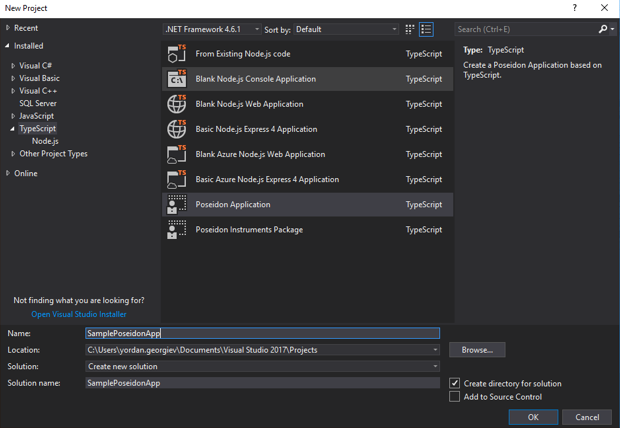 New Project
? ×
Recent
Installed
Visual C#
Visual Basic
Visual C++
SQL Server
JavaScript
TypeScript
Node.js
Other Project Types
Online
Not finding what you are looking for?
Open Visual Studio Installer
.NET Framework 4.6.1 Sort by: Default
TS From Existing Node.js code TypeScript
TS C:\ Blank Node.js Console Application TypeScript
TS Blank Node.js Web Application TypeScript
TS Basic Node.js Express 4 Application TypeScript
TS Blank Azure Node.js Web Application TypeScript
TS Basic Azure Node.js Express 4 Application TypeScript
Poseidon Application TypeScript
Poseidon Instruments Package TypeScript
Search (Ctrl+E)
Type: TypeScript
Create a Poseidon Application based on
TypeScript.
Name: SamplePoseidonApp
Location: C:\Users\yordan.georgiev\Documents\Visual Studio 2017\Projects Browse...
Solution: Create new solution
Solution name: SamplePoseidonApp
Create directory for solution
Add to Source Control
OK Cancel